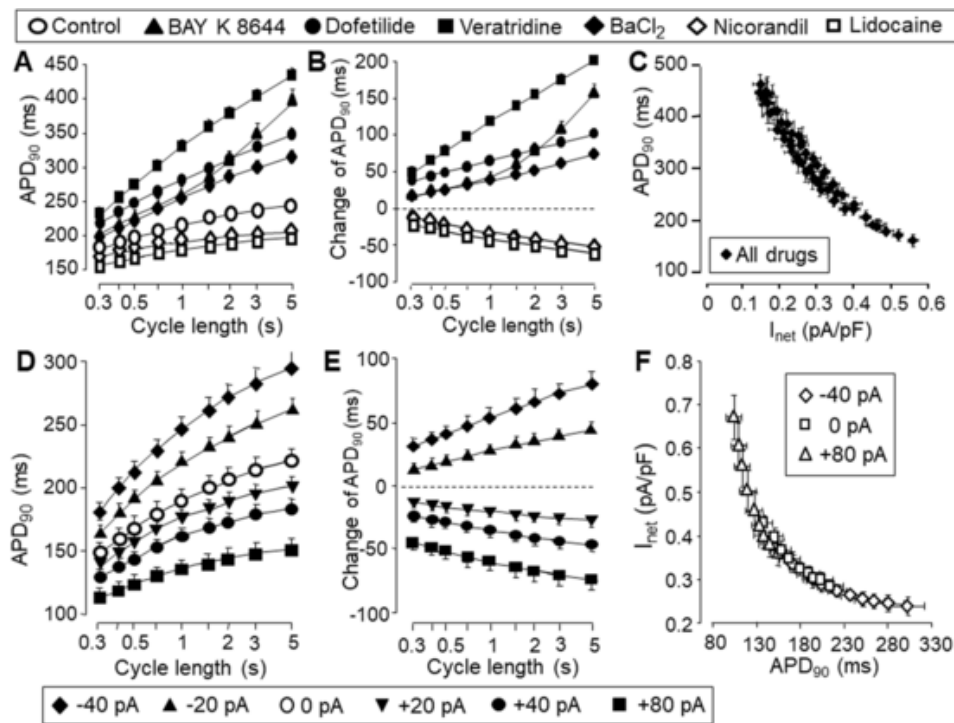 Control BAY K 8644 Dofetilide Veratridine BaCl2 Nicorandil Lidocaine
A
APD90 (ms)
450
400
350
300
250
200
150
0.3 0.5 1 2 3 5
Cycle length (s)
B
Change of APD90 (ms)
200
150
100
50
0
-50
-100
0.3 0.5 1 2 3 5
Cycle length (s)
C
APD90 (ms)
500
400
300
200
100
All drugs
0 0.1 0.2 0.3 0.4 0.5 0.6
Inet (pA/pF)
D
APD90 (ms)
300
250
200
150
100
0.3 0.5 1 2 3 5
Cycle length (s)
E
Change of APD90 (ms)
100
50
0
-50
-100
0.3 0.5 1 2 3 5
Cycle length (s)
F
Inet (pA/pF)
0.8
0.7
0.6
0.5
0.4
0.3
0.2
-40 pA
0 pA
+80 pA
80 130 180 230 280 330
APD90 (ms)
-40 pA -20 pA 0 pA +20 pA +40 pA +80 pA